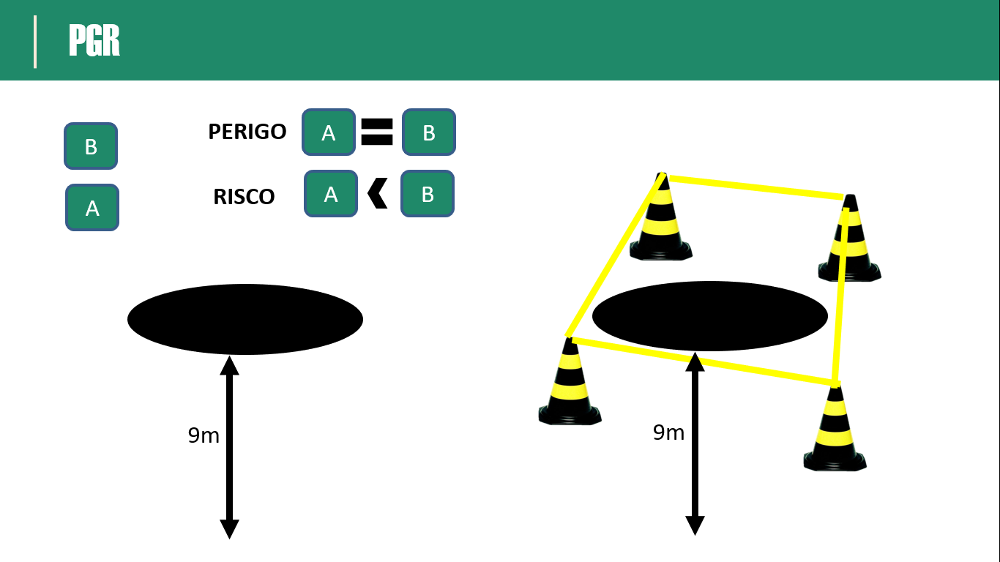 PGR
B
A
PERIGO A = B
RISCO A < B
9m
9m